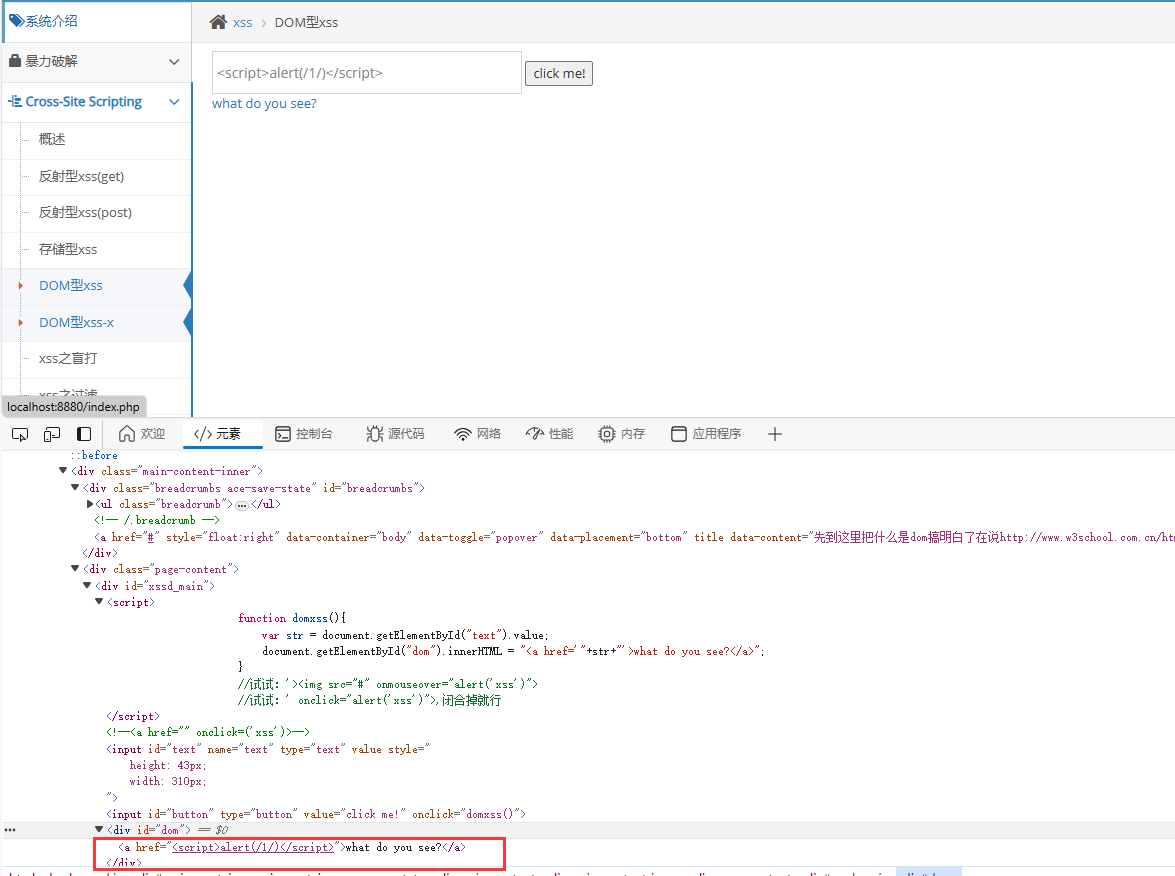 系统介绍
xss DOM型xss
暴力破解
<script>alert(/1/)</script> click me!
what do you see?
Cross-Site Scripting
概述
反射型xss(get)
反射型xss(post)
存储型xss
DOM型xss
DOM型xss-x
xss之盲打
xss之过滤
localhost:8880/index.php
欢迎 </> 元素 控制台 源代码 网络 性能 内存 应用程序
::before
<div class="main-content-inner">
<div class="breadcrumbs ace-save-state" id="breadcrumbs">
<ul class="breadcrumb"> … </ul>
<!-- /.breadcrumb -->
<a href="#" style="float:right" data-container="body" data-toggle="popover" data-placement="bottom" title data-content="先到这里把什么是dom搞明白了在说http://www.w3school.com.cn/htm
</div>
<div class="page-content">
<div id="xssd_main">
<script>
function domxss(){
var str = document.getElementById("text").value;
document.getElementById("dom").innerHTML = "<a href='"+str+"'>what do you see?</a>";
}
//试试：'><img src="#" onmouseover="alert('xss')">
//试试：' onclick="alert('xss')">,闭合掉就行
</script>
<!--<a href="" onclick=('xss')>-->
<input id="text" name="text" type="text" value style="
height: 43px;
width: 310px;
">
<input id="button" type="button" value="click me!" onclick="domxss()">
<div id="dom"> == $0
<a href="<script>alert(/1/)</script>">what do you see?</a>
</div>